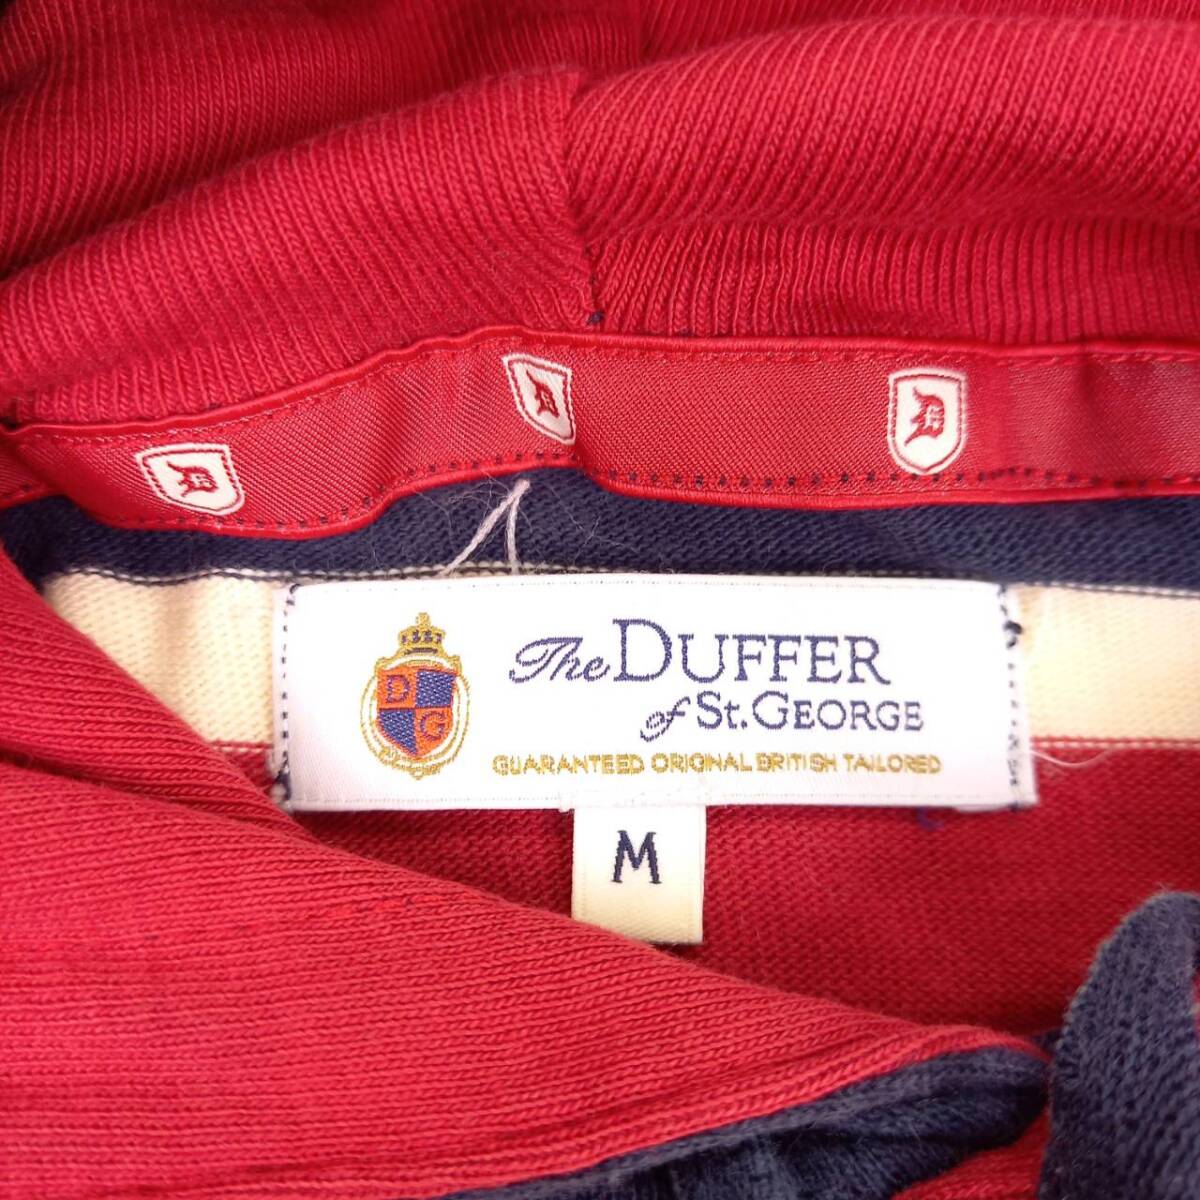 D
D
D
D
G
The DUFFER
of St.GEORGE
GUARANTEED ORIGINAL BRITISH TAILORED
M